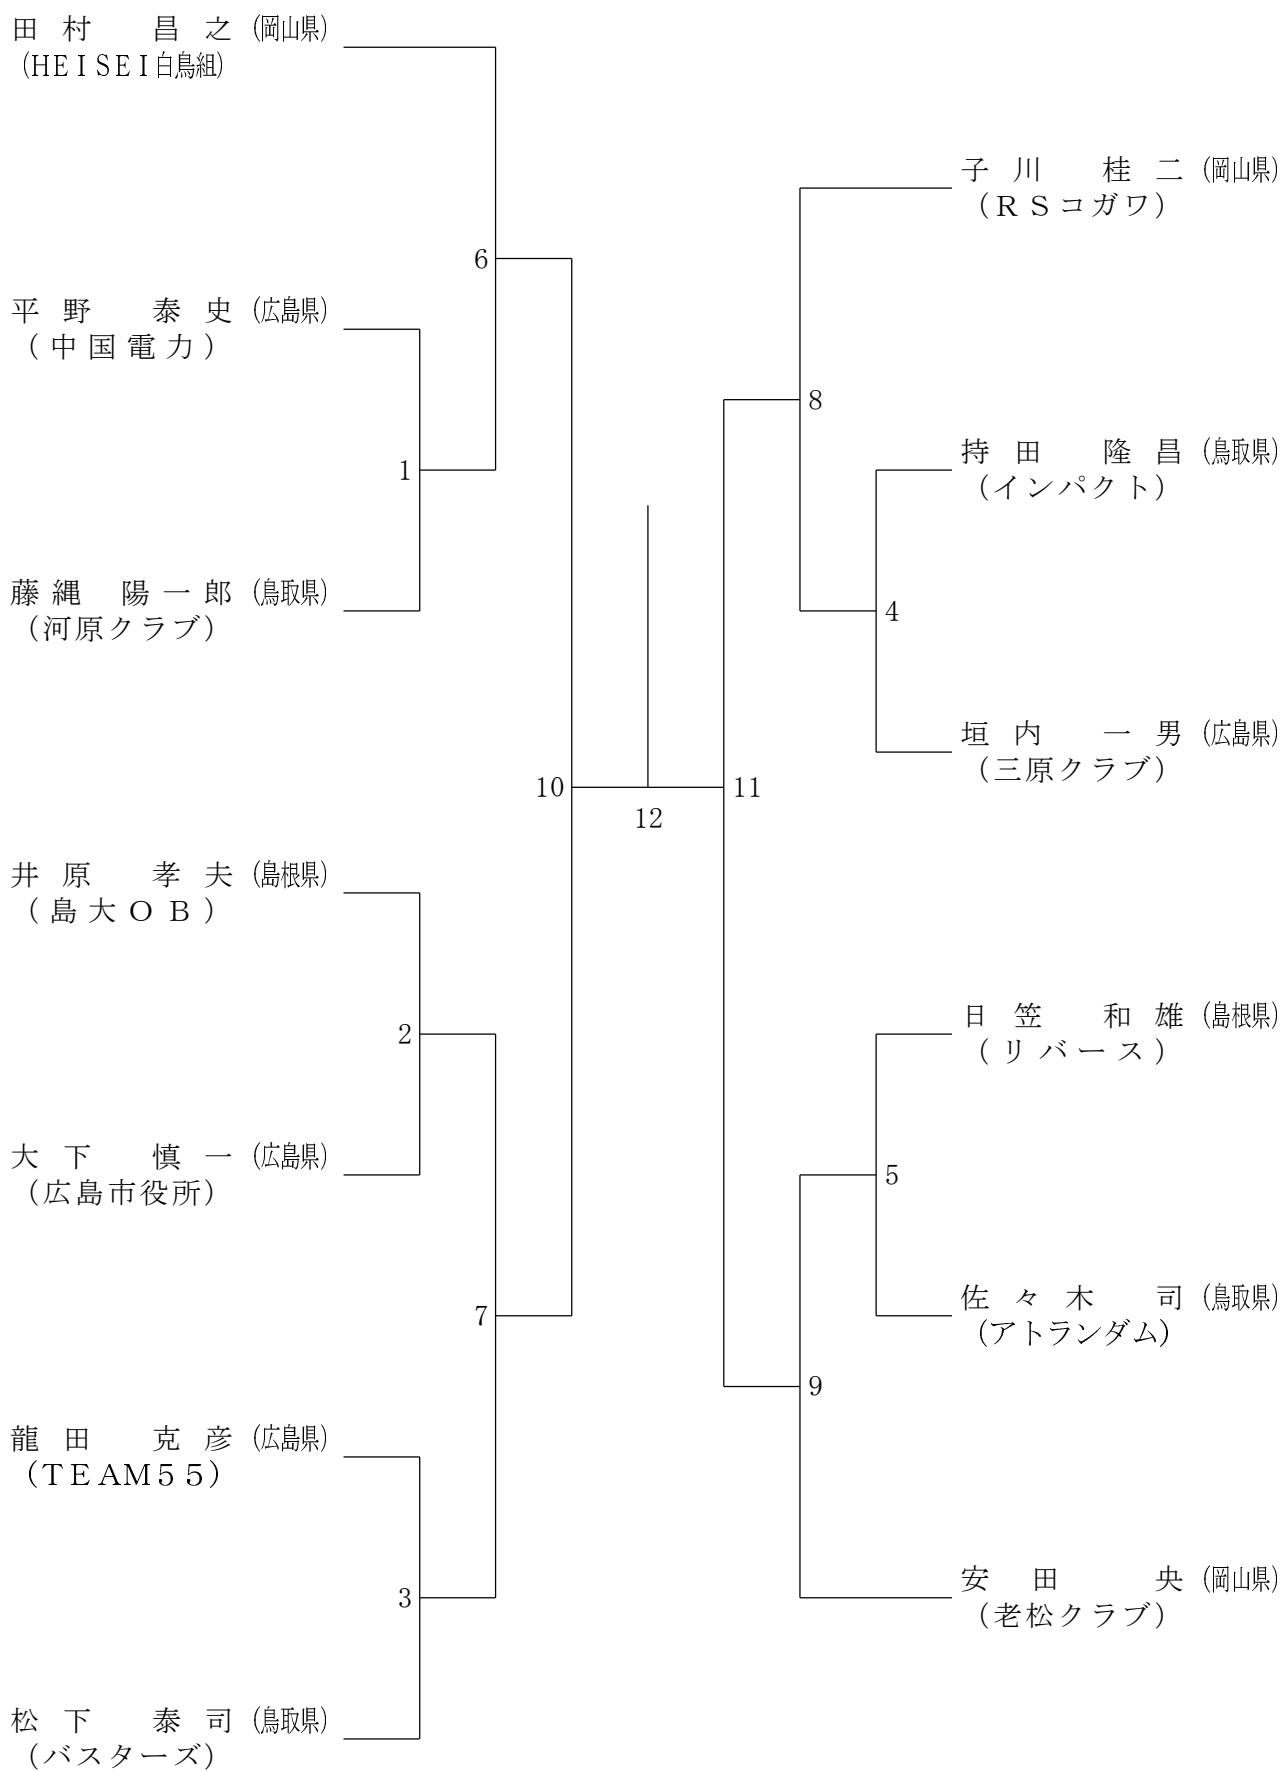 田村 昌之 (岡山県)
(ＨＥＩＳＥＩ白鳥組)
平野 泰史 (広島県)
(中国電力)
藤縄 陽一郎 (鳥取県)
(河原クラブ)
井原 孝夫 (島根県)
(島大ＯＢ)
大下 慎一 (広島県)
(広島市役所)
龍田 克彦 (広島県)
(ＴＥＡＭ５５)
松下 泰司 (鳥取県)
(バスターズ)
6
1
2
7
3
10
12
11
8
4
5
9
子川 桂二 (岡山県)
(ＲＳコガワ)
持田 隆昌 (鳥取県)
(インパクト)
垣内 一男 (広島県)
(三原クラブ)
日笠 和雄 (島根県)
(リバース)
佐々木 司 (鳥取県)
(アトランダム)
安田 央 (岡山県)
(老松クラブ)